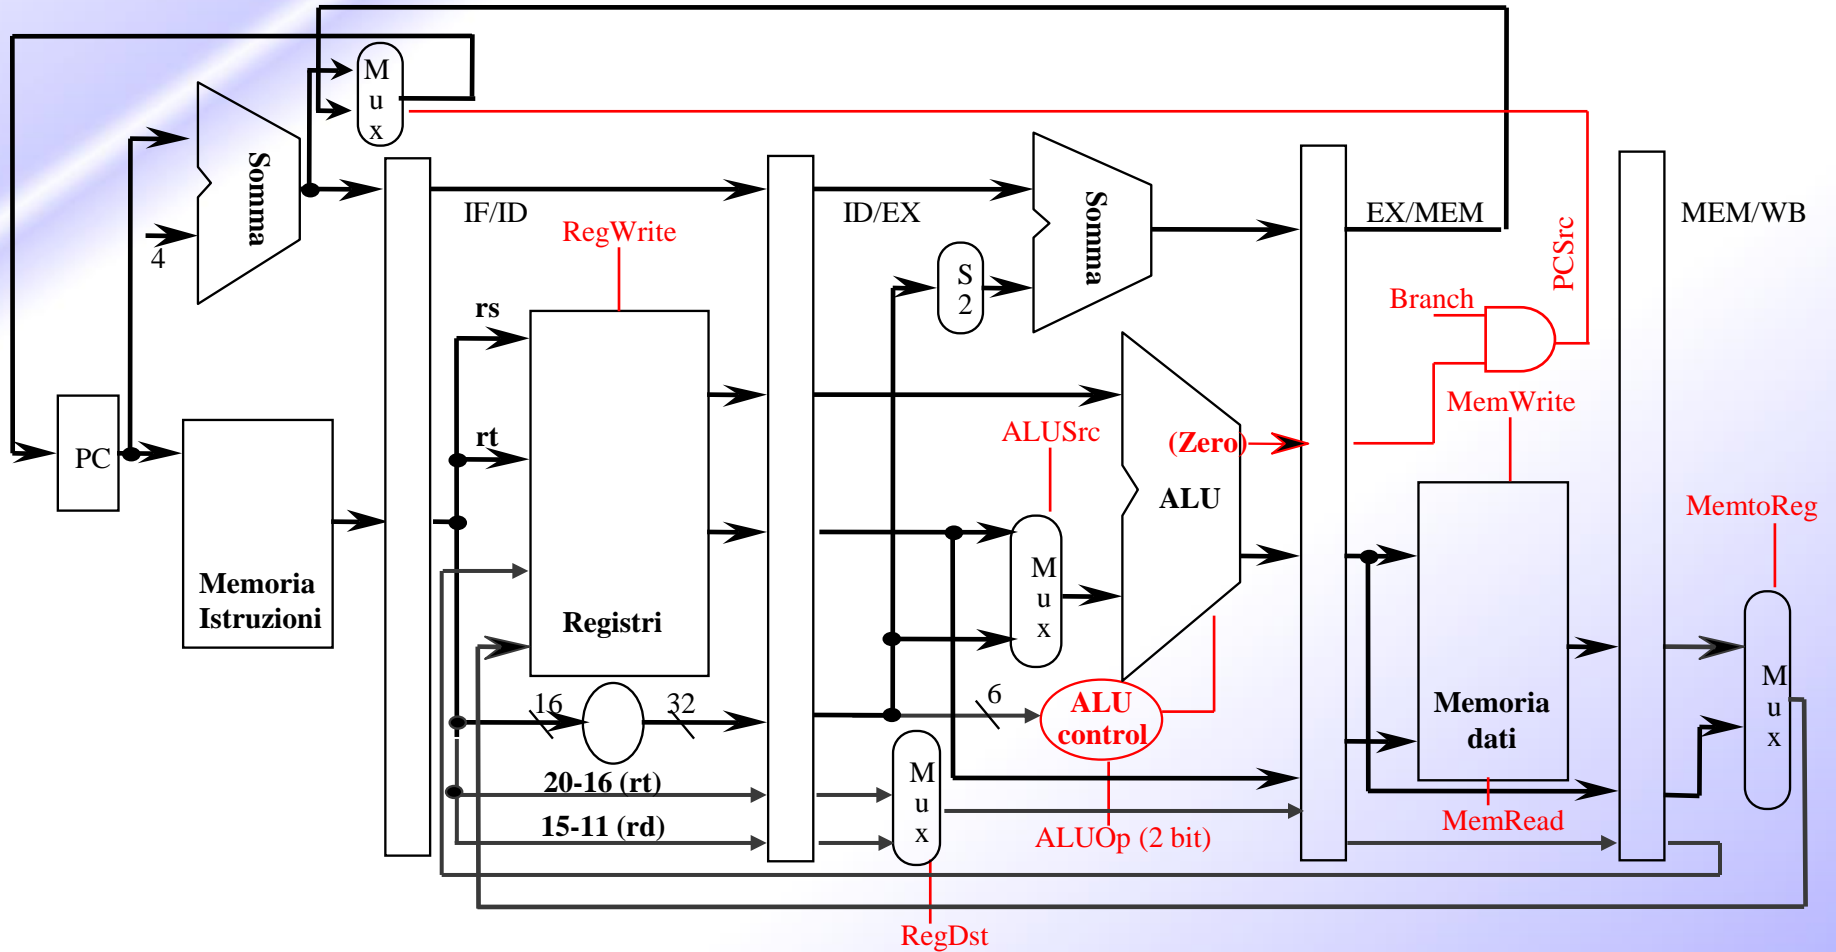 M
u
x
Somma
4
IF/ID
ID/EX
EX/MEM
MEM/WB
RegWrite
S
2
Somma
PCSrc
Branch
rs
rt
PC
Memoria
Istruzioni
Registri
ALUSrc
(Zero)
ALU
MemWrite
MemtoReg
M
u
x
16
32
6
ALU
control
Memoria
dati
M
u
x
20-16 (rt)
15-11 (rd)
M
u
x
ALUOp (2 bit)
MemRead
RegDst